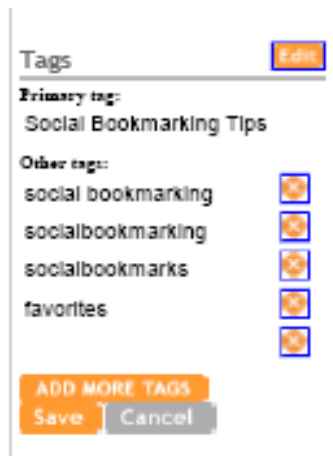 Tags Edit
Primary tag:
Social Bookmarking Tips
Other tags:
social bookmarking
socialbookmarking
socialbookmarks
favorites
ADD MORE TAGS
Save Cancel